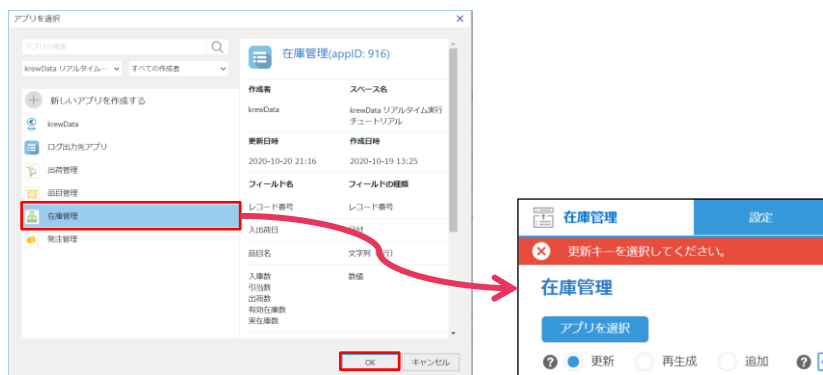 アプリを選択
アプリの検索
krewData リアルタイム… すべての作成者
新しいアプリを作成する
krewData
ログ出力先アプリ
出荷管理
品目管理
在庫管理
発注管理
在庫管理(appID: 916)
作成者 スペース名
krewData krewData リアルタイム実行
チュートリアル
更新日時 作成日時
2020-10-20 21:16 2020-10-19 13:25
フィールド名 フィールドの種類
レコード番号 レコード番号
入出荷日
品目名 文字列
入庫数 数値
引当数
出荷数
有効在庫数
実在庫数
OK キャンセル
在庫管理 設定
更新キーを選択してください。
在庫管理
アプリを選択
更新 再生成 追加